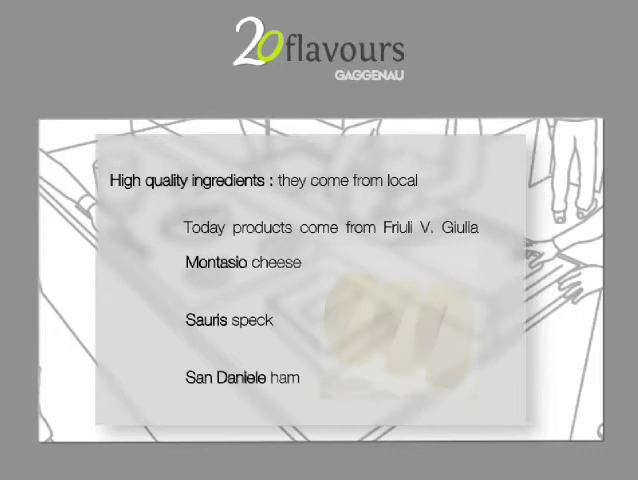 20flavours
GAGGENAU
High quality ingredients : they come from local
Today products come from Friuli V. Giulia
Montasio cheese
Sauris speck
San Daniele ham